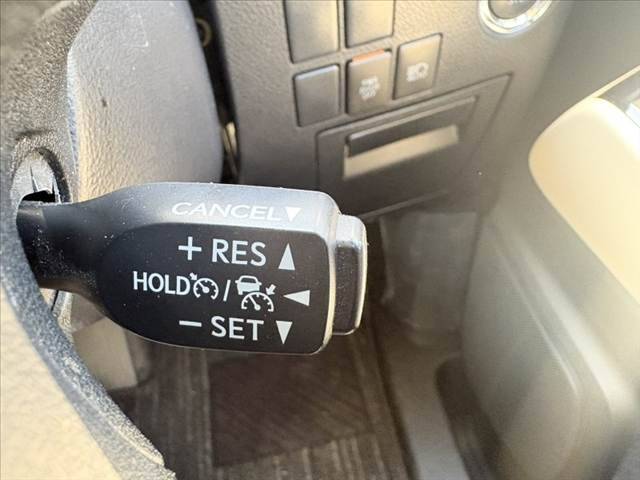 CANCEL▼
+ RES ▲
HOLD / ◀
− SET ▼